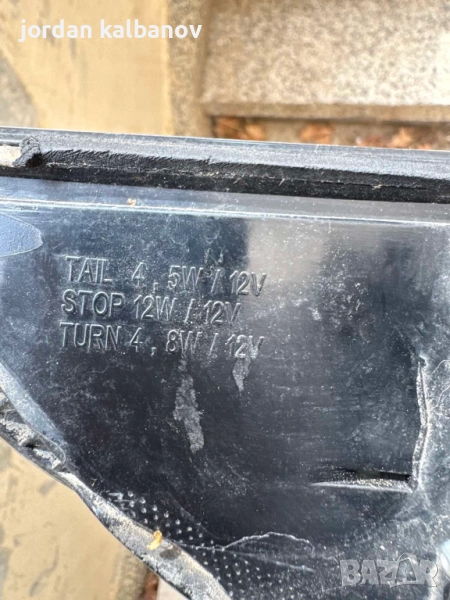 jordan kalbanov
TAIL 4,5W / 12V
STOP 12W / 12V
TURN 4,8W / 12V
BAZAR